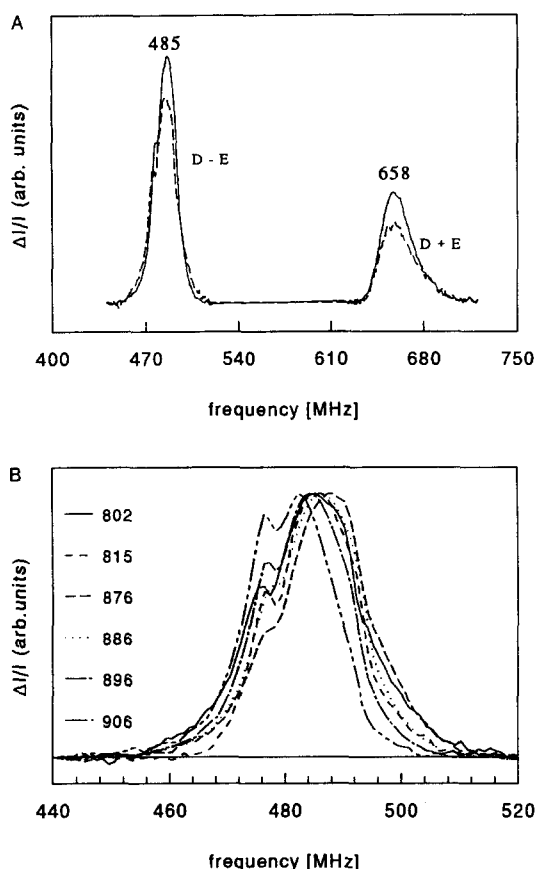 A
485
658
D - E
D + E
ΔI/I (arb. units)
400 470 540 610 680 750
frequency [MHz]
B
802
815
876
886
896
906
ΔI/I (arb.units)
440 460 480 500 520
frequency [MHz]